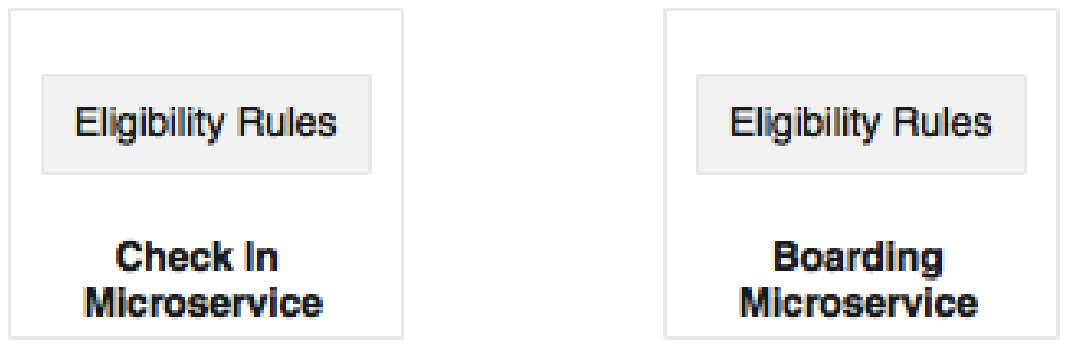 Eligibility Rules
Check In
Microservice
Eligibility Rules
Boarding
Microservice